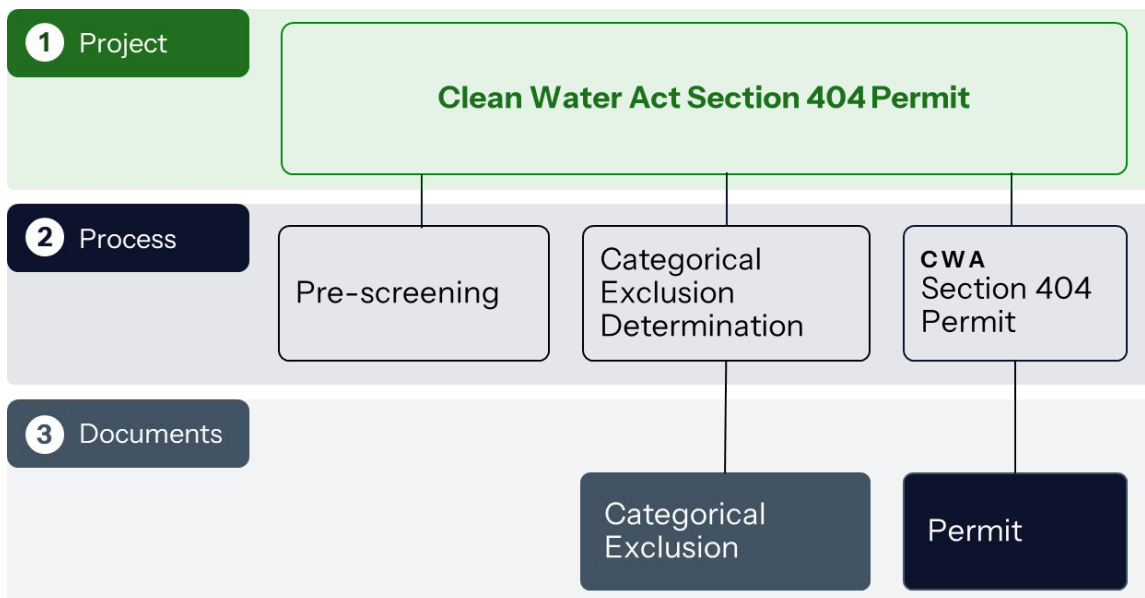 1 Project
Clean Water Act Section 404 Permit
2 Process
Pre-screening
Categorical
Exclusion
Determination
CWA
Section 404
Permit
3 Documents
Categorical
Exclusion
Permit